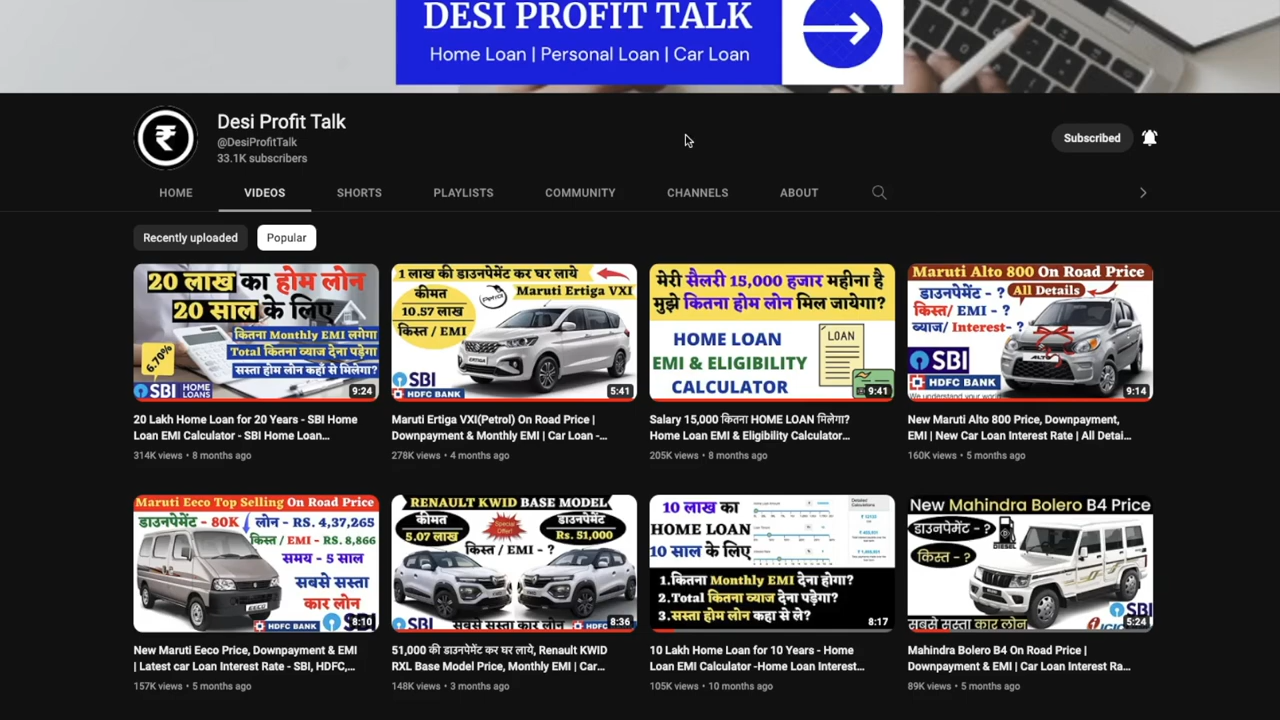 DESI PROFIT TALK
Home Loan | Personal Loan | Car Loan
₹
Desi Profit Talk
@DesiProfitTalk
33.1K subscribers
Subscribed
HOME VIDEOS SHORTS PLAYLISTS COMMUNITY CHANNELS ABOUT
Recently uploaded Popular
20 लाख का होम लोन
20 साल के लिए
कितना Monthly EMI लगेगा
Total कितना ब्याज देना पड़ेगा
सस्ता होम लोन कहाँ से मिलेगा?
6.70%
SBI HOME LOANS
9:24
1 लाख की डाउनपेमेंट कर घर लाये
कीमत
10.57 लाख
किस्त / EMI
Petrol
Maruti Ertiga VXI
SBI
HDFC BANK
5:41
मेरी सैलरी 15,000 हजार महीना है
मुझे कितना होम लोन मिल जायेगा?
HOME LOAN
EMI & ELIGIBILITY
CALCULATOR
LOAN
9:41
Maruti Alto 800 On Road Price
डाउनपेमेंट - ? All Details
किस्त/ EMI - ?
ब्याज/ Interest- ?
SBI
HDFC BANK
We understand your world
ALTO
9:14
20 Lakh Home Loan for 20 Years - SBI Home
Loan EMI Calculator - SBI Home Loan...
314K views • 8 months ago
Maruti Ertiga VXI(Petrol) On Road Price |
Downpayment & Monthly EMI | Car Loan -...
278K views • 4 months ago
Salary 15,000 कितना HOME LOAN मिलेगा?
Home Loan EMI & Eligibility Calculator...
205K views • 8 months ago
New Maruti Alto 800 Price, Downpayment,
EMI | New Car Loan Interest Rate | All Detai...
160K views • 5 months ago
Maruti Eeco Top Selling On Road Price
डाउनपेमेंट - 80K लोन - RS. 4,37,265
किस्त / EMI - RS. 8,866
समय - 5 साल
सबसे सस्ता
कार लोन
HDFC BANK
8:10
RENAULT KWID BASE MODEL
कीमत
5.07 लाख
Special Offer!
डाउनपेमेंट
Rs. 51,000
किस्त / EMI - ?
SBI सबसे सस्ता कार लोन
8:36
10 लाख का
HOME LOAN
10 साल के लिए
1.कितना Monthly EMI देना होगा?
2.Total कितना ब्याज देना पड़ेगा?
3.सस्ता होम लोन कहा से ले?
8:17
New Mahindra Bolero B4 Price
डाउनपेमेंट - ?
DIESEL
किस्त - ?
SBI
सबसे सस्ता कार लोन
5:24
New Maruti Eeco Price, Downpayment & EMI
| Latest car Loan Interest Rate - SBI, HDFC,...
157K views • 5 months ago
51,000 की डाउनपेमेंट कर घर लाये, Renault KWID
RXL Base Model Price, Monthly EMI | Car...
148K views • 3 months ago
10 Lakh Home Loan for 10 Years - Home
Loan EMI Calculator -Home Loan Interest...
105K views • 10 months ago
Mahindra Bolero B4 On Road Price |
Downpayment & EMI | Car Loan Interest Ra...
89K views • 5 months ago